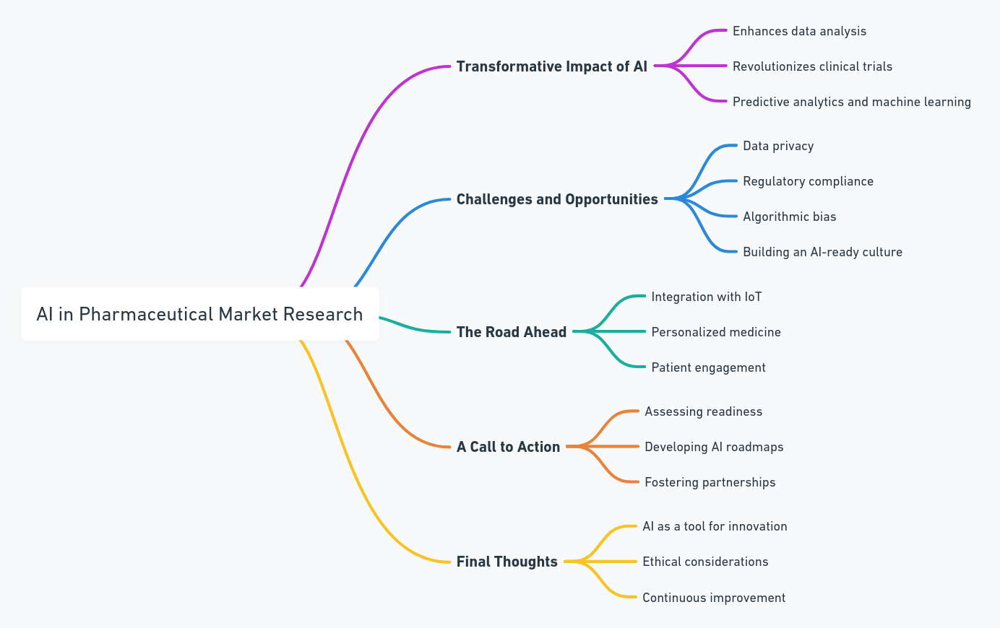 AI in Pharmaceutical Market Research
Transformative Impact of AI
Enhances data analysis
Revolutionizes clinical trials
Predictive analytics and machine learning
Challenges and Opportunities
Data privacy
Regulatory compliance
Algorithmic bias
Building an AI-ready culture
The Road Ahead
Integration with IoT
Personalized medicine
Patient engagement
A Call to Action
Assessing readiness
Developing AI roadmaps
Fostering partnerships
Final Thoughts
AI as a tool for innovation
Ethical considerations
Continuous improvement